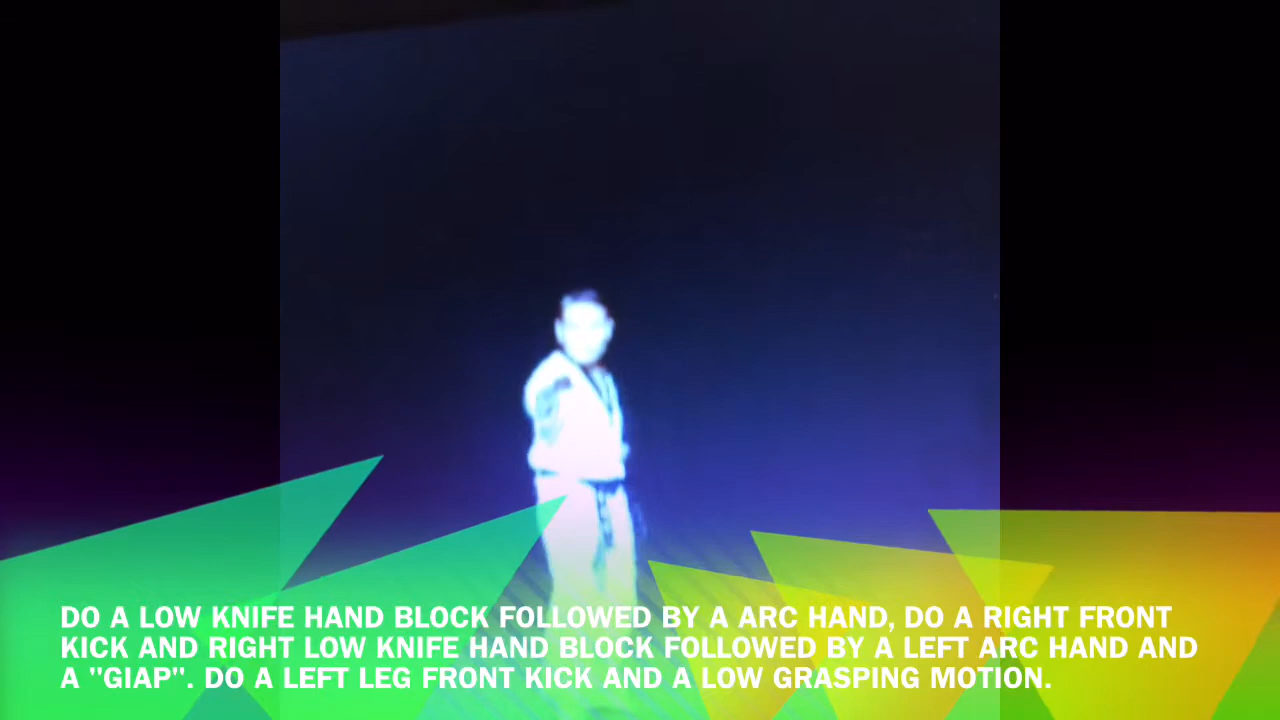 DO A LOW KNIFE HAND BLOCK FOLLOWED BY A ARC HAND, DO A RIGHT FRONT
KICK AND RIGHT LOW KNIFE HAND BLOCK FOLLOWED BY A LEFT ARC HAND AND
A "GIAP". DO A LEFT LEG FRONT KICK AND A LOW GRASPING MOTION.